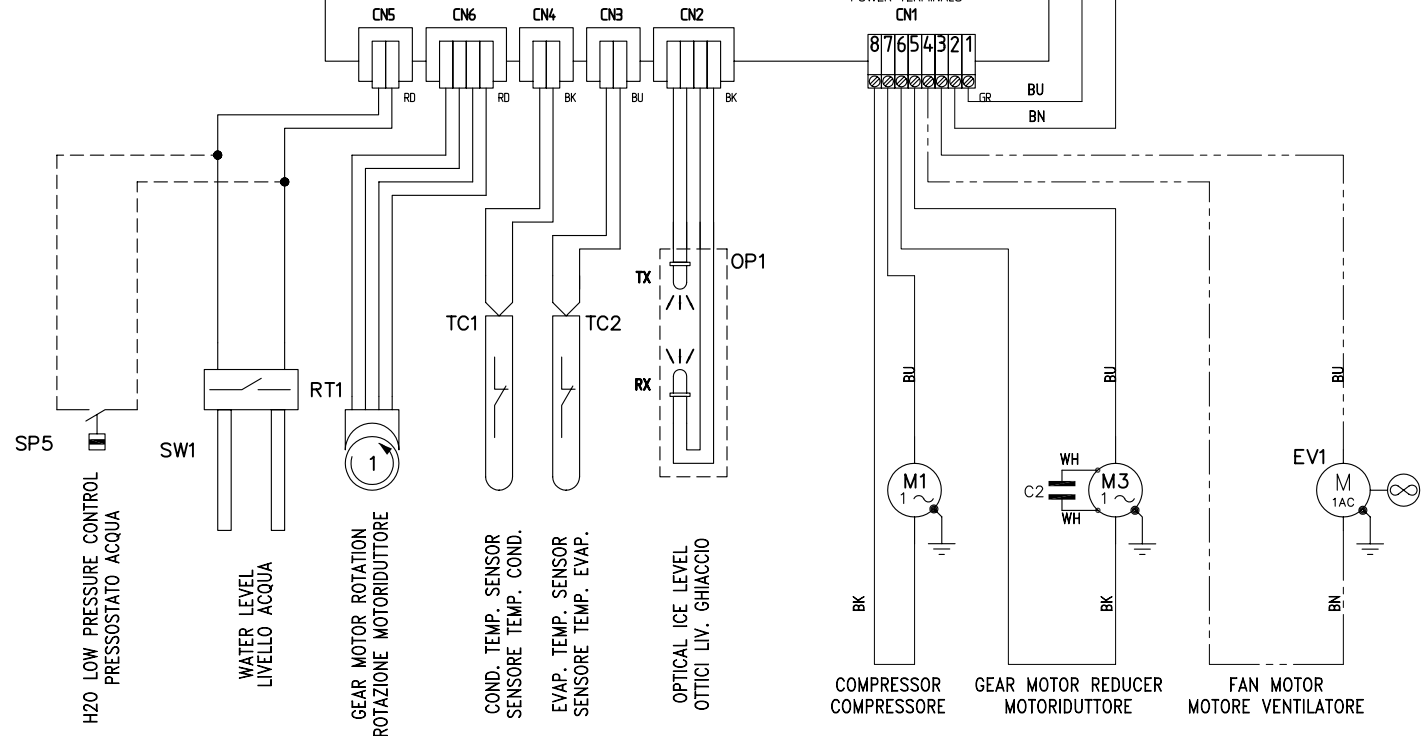 POWER TERMINALS
CN5 CN6 CN4 CN3 CN2 CN1
8 7 6 5 4 3 2 1
RD RD BK BU BK GR BU
BN
OP1
TX
TC1 TC2
RX
BU BU BU
RT1
SP5 SW1
1
EV1
WH
M1
1
C2
M3
1
M
1AC
WH
BK BK BN
H2O LOW PRESSURE CONTROL
PRESSOSTATO ACQUA
WATER LEVEL
LIVELLO ACQUA
GEAR MOTOR ROTATION
ROTAZIONE MOTORIDUTTORE
COND. TEMP. SENSOR
SENSORE TEMP. COND.
EVAP. TEMP. SENSOR
SENSORE TEMP. EVAP.
OPTICAL ICE LEVEL
OTTICI LIV. GHIACCIO
COMPRESSOR
COMPRESSORE
GEAR MOTOR REDUCER
MOTORIDUTTORE
FAN MOTOR
MOTORE VENTILATORE